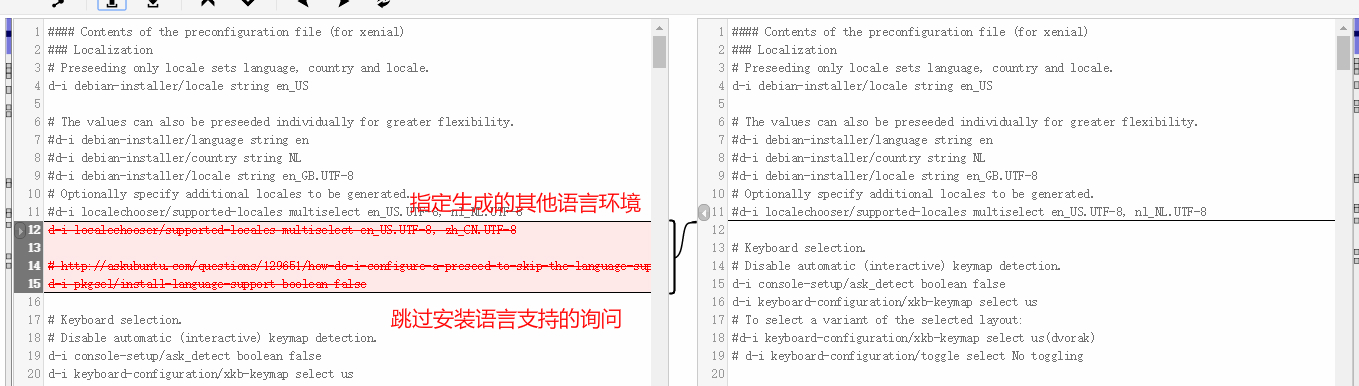 1 #### Contents of the preconfiguration file (for xenial)
2 ### Localization
3 # Preseeding only locale sets language, country and locale.
4 d-i debian-installer/locale string en_US
5
6 # The values can also be preseeded individually for greater flexibility.
7 #d-i debian-installer/language string en
8 #d-i debian-installer/country string NL
9 #d-i debian-installer/locale string en_GB.UTF-8
10 # Optionally specify additional locales to be generated.
指定生成的其他语言环境
11 #d-i localechooser/supported-locales multiselect en_US.UTF-8, nl_NL.UTF-8
12 d-i localechooser/supported-locales multiselect en_US.UTF-8, zh_CN.UTF-8
13
14 # http://askubuntu.com/questions/129651/how-do-i-configure-a-preseed-to-skip-the-language-sup
15 d-i pkgsel/install-language-support boolean false
16
跳过安装语言支持的询问
17 # Keyboard selection.
18 # Disable automatic (interactive) keymap detection.
19 d-i console-setup/ask_detect boolean false
20 d-i keyboard-configuration/xkb-keymap select us
1 #### Contents of the preconfiguration file (for xenial)
2 ### Localization
3 # Preseeding only locale sets language, country and locale.
4 d-i debian-installer/locale string en_US
5
6 # The values can also be preseeded individually for greater flexibility.
7 #d-i debian-installer/language string en
8 #d-i debian-installer/country string NL
9 #d-i debian-installer/locale string en_GB.UTF-8
10 # Optionally specify additional locales to be generated.
11 #d-i localechooser/supported-locales multiselect en_US.UTF-8, nl_NL.UTF-8
12
13 # Keyboard selection.
14 # Disable automatic (interactive) keymap detection.
15 d-i console-setup/ask_detect boolean false
16 d-i keyboard-configuration/xkb-keymap select us
17 # To select a variant of the selected layout:
18 #d-i keyboard-configuration/xkb-keymap select us(dvorak)
19 # d-i keyboard-configuration/toggle select No toggling
20